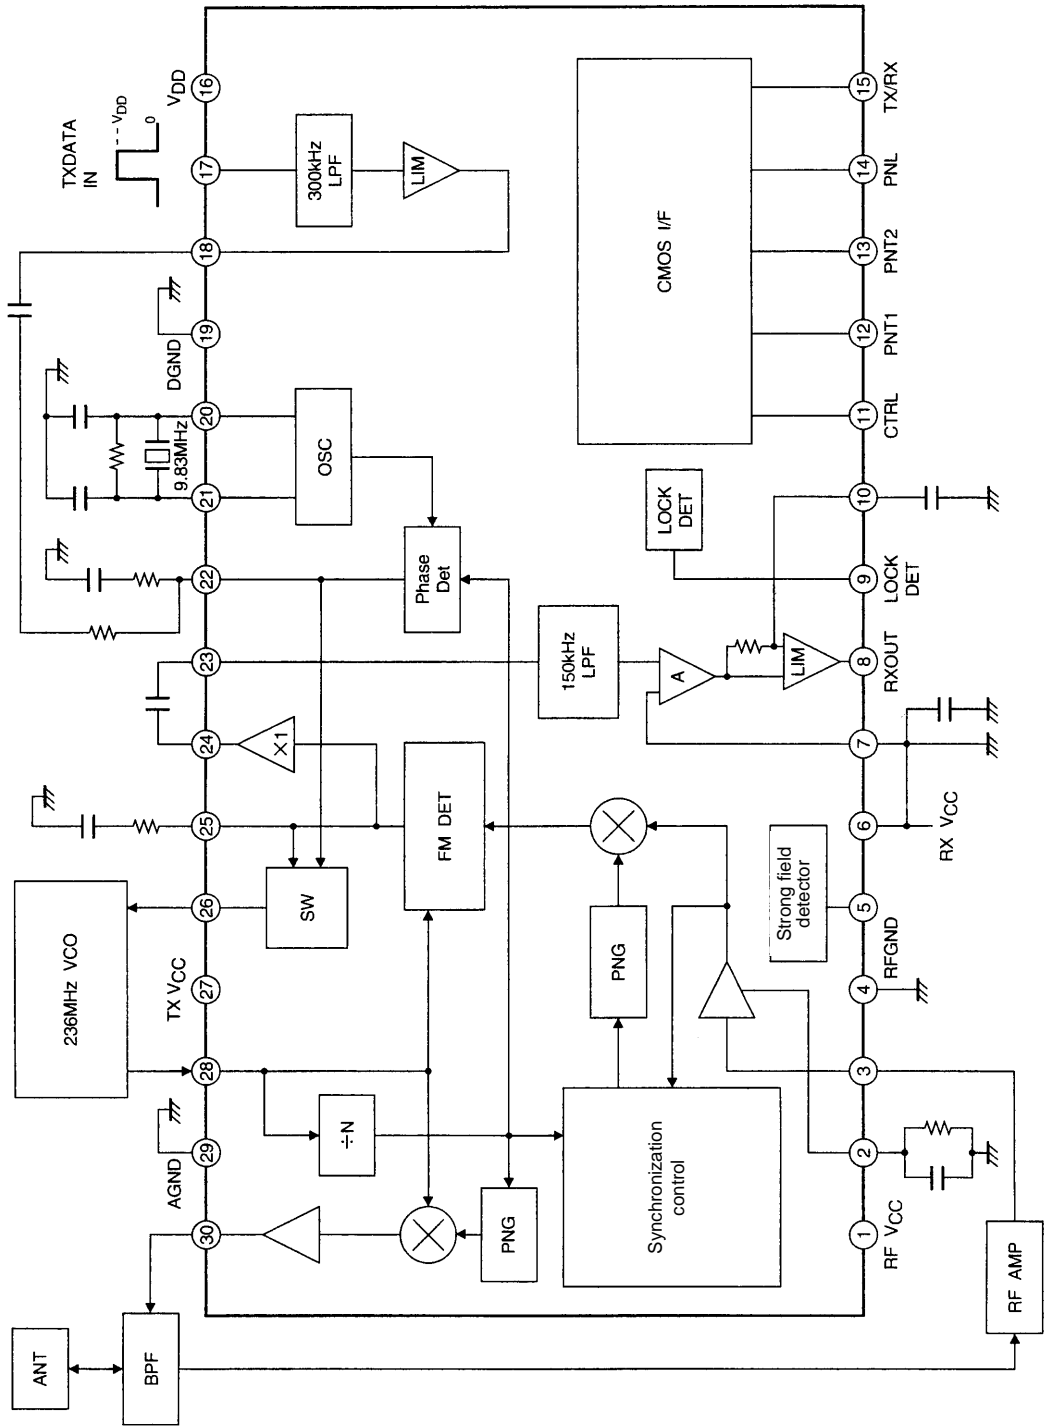 ANT
BPF
RF AMP
236MHz VCO
TXDATA
IN
VDD
0
9.83MHz
AGND
TX VCC
DGND
VDD
30
29
28
27
26
25
24
23
22
21
20
19
18
17
16
÷N
SW
X1
OSC
300kHz
LPF
LIM
PNG
FM DET
Phase
Det
Synchronization
control
PNG
150kHz
LPF
A
LIM
LOCK
DET
CMOS I/F
Strong field
detector
1
2
3
4
5
6
7
8
9
10
11
12
13
14
15
RF VCC
RFGND
RX VCC
RXOUT
LOCK
DET
CTRL
PNT1
PNT2
PNL
TX/RX